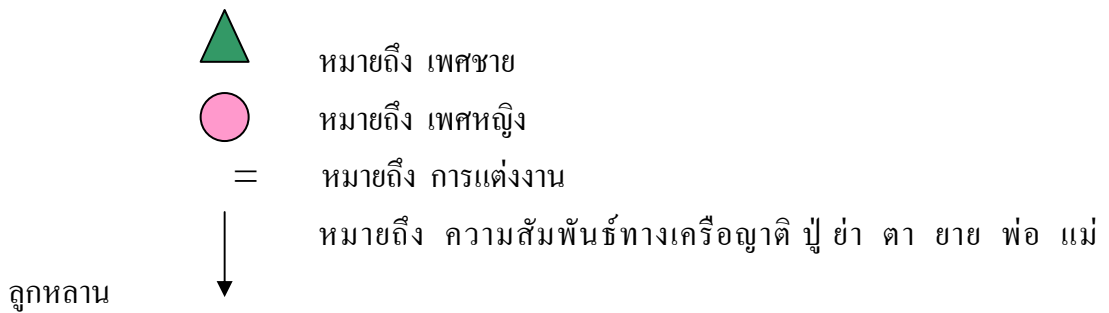 หมายถึง เพศชาย
หมายถึง เพศหญิง
= หมายถึง การแต่งงาน
หมายถึง ความสัมพันธ์ทางเครือญาติ ปู่ ย่า ตา ยาย พ่อ แม่
ลูกหลาน